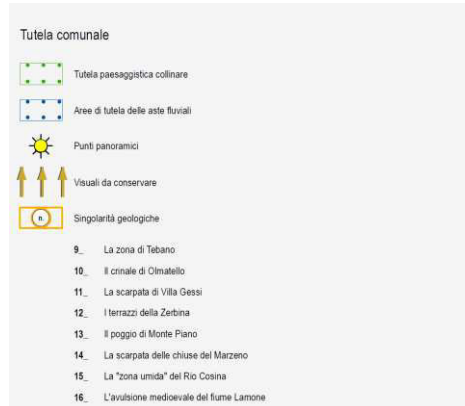 Tutela comunale
Tutela paesaggistica collinare
Aree di tutela delle aste fluviali
Punti panoramici
Visuali da conservare
n. Singolarità geologiche
9_ La zona di Tebano
10_ Il crinale di Olmatello
11_ La scarpata di Villa Gessi
12_ I terrazzi della Zerbina
13_ Il poggio di Monte Piano
14_ La scarpata delle chiuse del Marzeno
15_ La "zona umida" del Rio Cosina
16_ L'avulsione medioevale del fiume Lamone